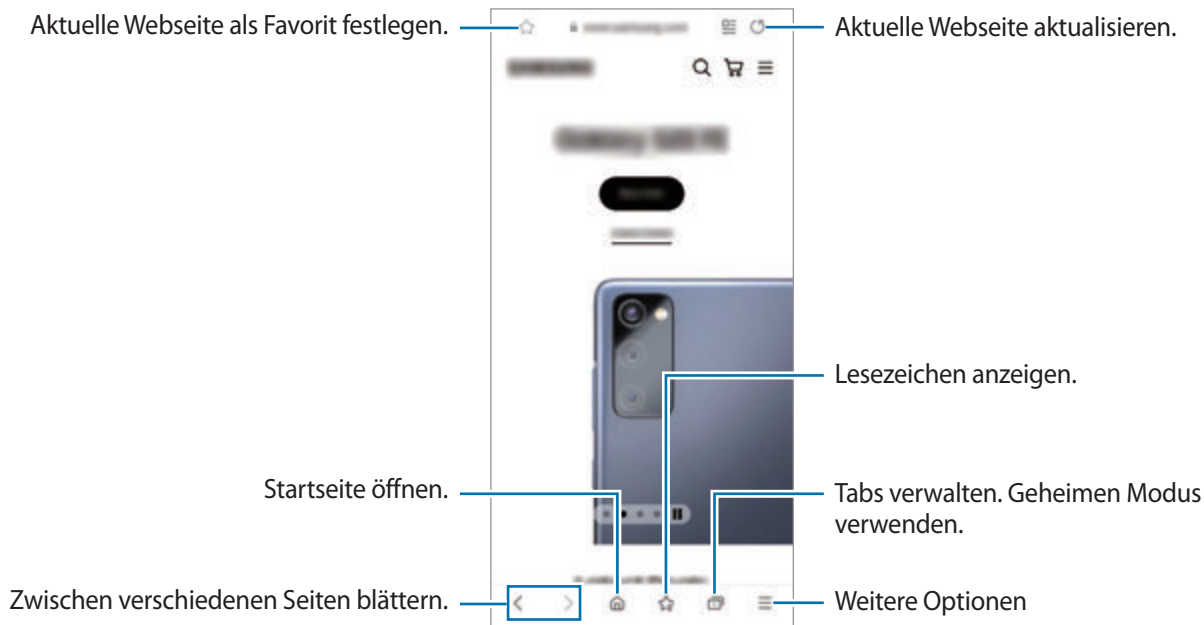 Aktuelle Webseite als Favorit festlegen.
Aktuelle Webseite aktualisieren.
Lesezeichen anzeigen.
Startseite öffnen.
Tabs verwalten. Geheimen Modus
verwenden.
Zwischen verschiedenen Seiten blättern.
Weitere Optionen